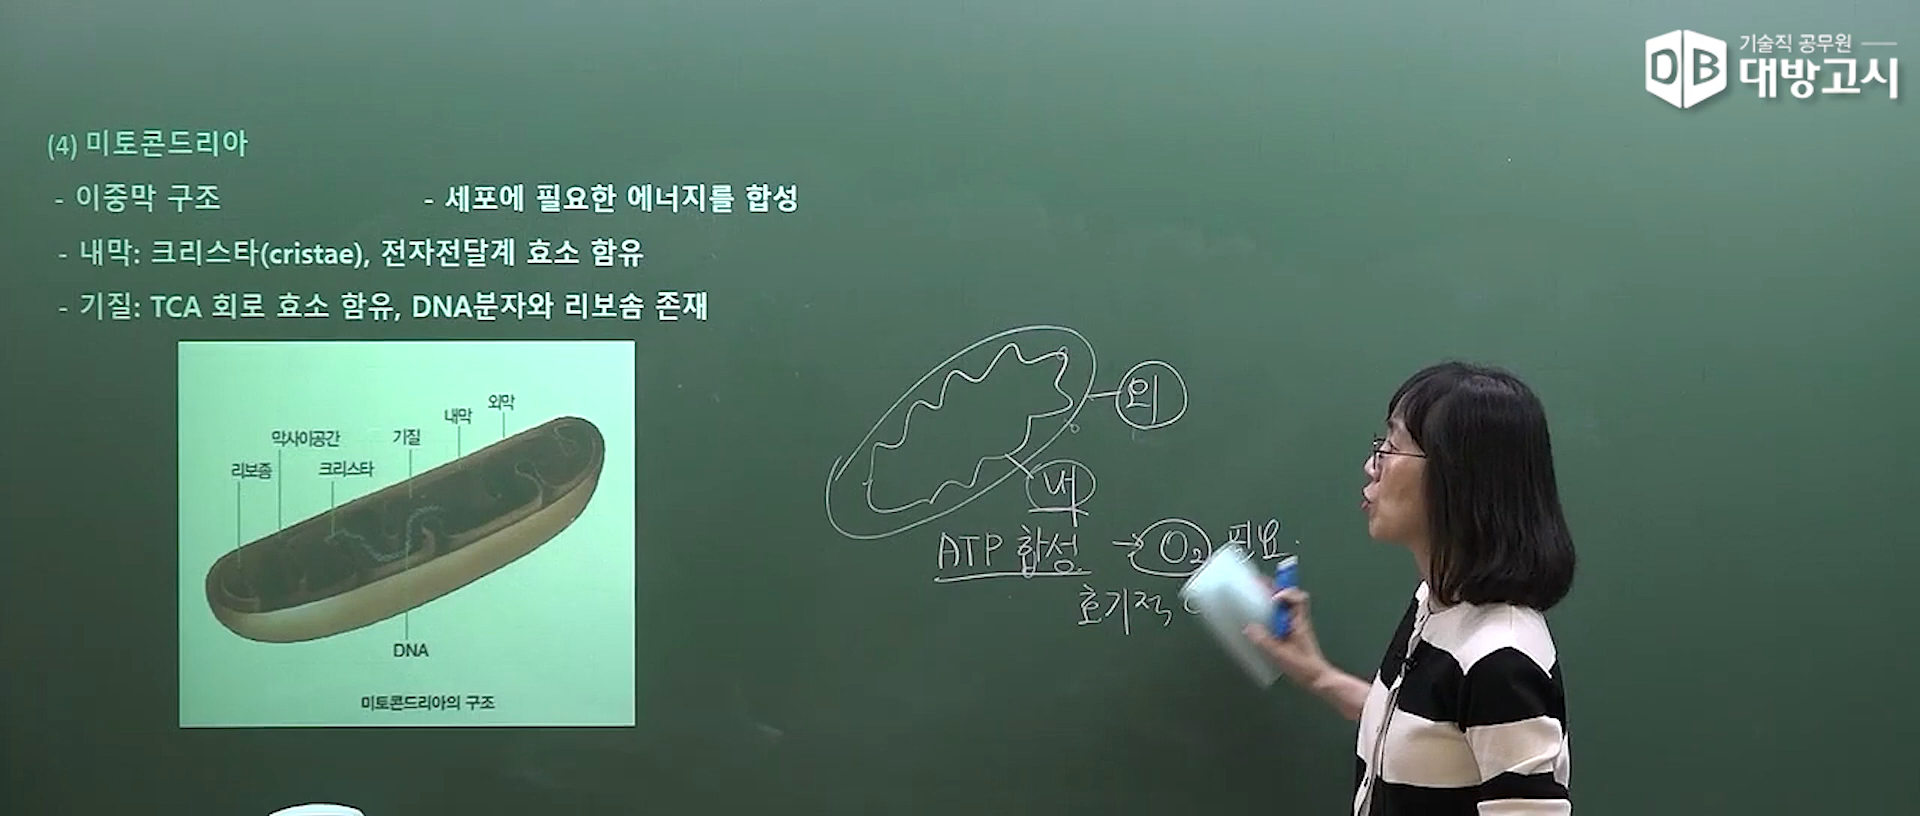 기술직 공무원
대방고시
DB
(4) 미토콘드리아
- 이중막 구조
- 세포에 필요한 에너지를 합성
- 내막: 크리스타(cristae), 전자전달계 효소 함유
- 기질: TCA 회로 효소 함유, DNA분자와 리보솜 존재
외막
내막
막사이공간
기질
리보좀
크리스타
DNA
미토콘드리아의 구조
외
내
ATP 합성 → O₂ 필요.
호기적